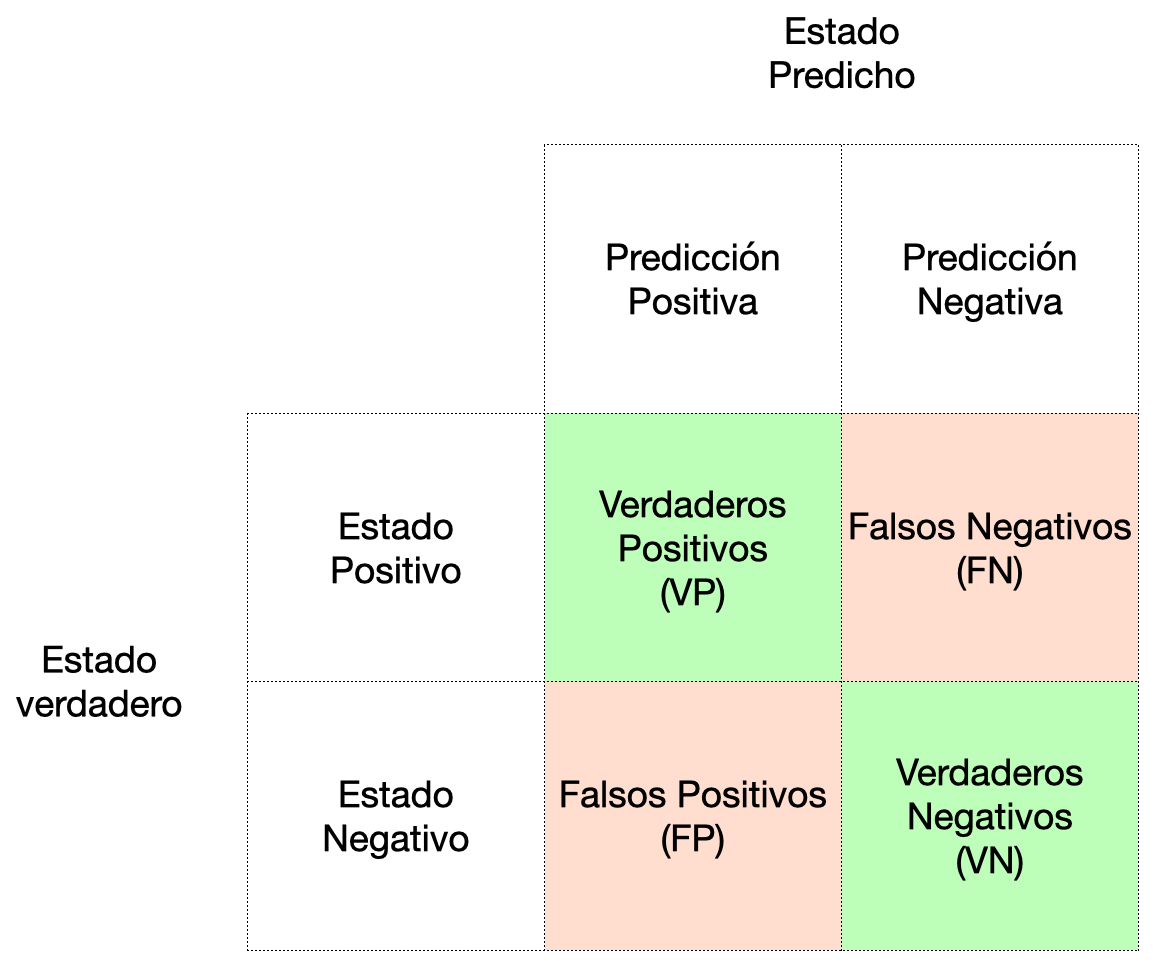 Estado
Predicho
Predicción
Positiva
Predicción
Negativa
Estado
Positivo
Verdaderos
Positivos
(VP)
Falsos Negativos
(FN)
Estado
verdadero
Estado
Negativo
Falsos Positivos
(FP)
Verdaderos
Negativos
(VN)